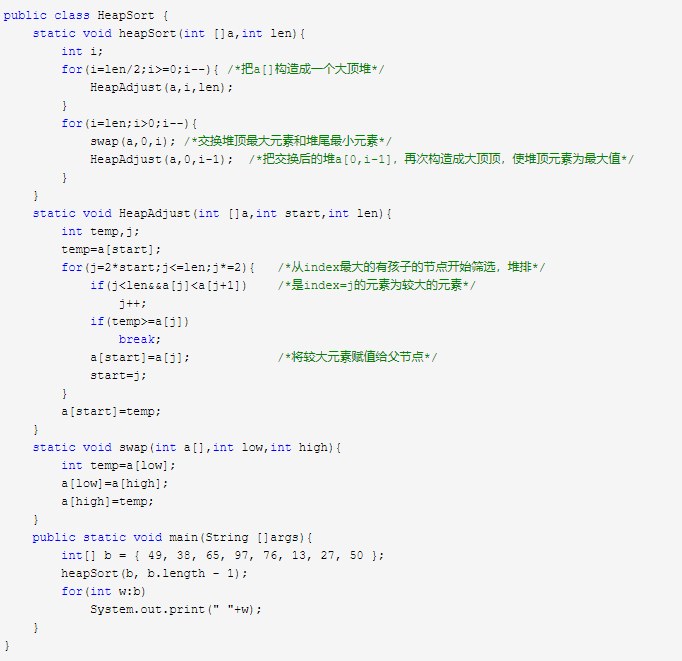 public class HeapSort {
    static void heapSort(int []a,int len){
        int i;
        for(i=len/2;i>=0;i--){ /*把a[]构造成一个大顶堆*/
            HeapAdjust(a,i,len);
        }
        for(i=len;i>0;i--){
            swap(a,0,i); /*交换堆顶最大元素和堆尾最小元素*/
            HeapAdjust(a,0,i-1);  /*把交换后的堆a[0,i-1], 再次构造成大顶顶, 使堆顶元素为最大值*/
        }
    }
    static void HeapAdjust(int []a,int start,int len){
        int temp,j;
        temp=a[start];
        for(j=2*start;j<=len;j*=2){   /*从index最大的有孩子的节点开始筛选, 堆排*/
            if(j<len&&a[j]<a[j+1])    /*是index=j的元素为较大的元素*/
                j++;
            if(temp>=a[j])
                break;
            a[start]=a[j];            /*将较大元素赋值给父节点*/
            start=j;
        }
        a[start]=temp;
    }
    static void swap(int a[],int low,int high){
        int temp=a[low];
        a[low]=a[high];
        a[high]=temp;
    }
    public static void main(String []args){
        int[] b = { 49, 38, 65, 97, 76, 13, 27, 50 };
        heapSort(b, b.length - 1);
        for(int w:b)
            System.out.print(" "+w);
    }
}